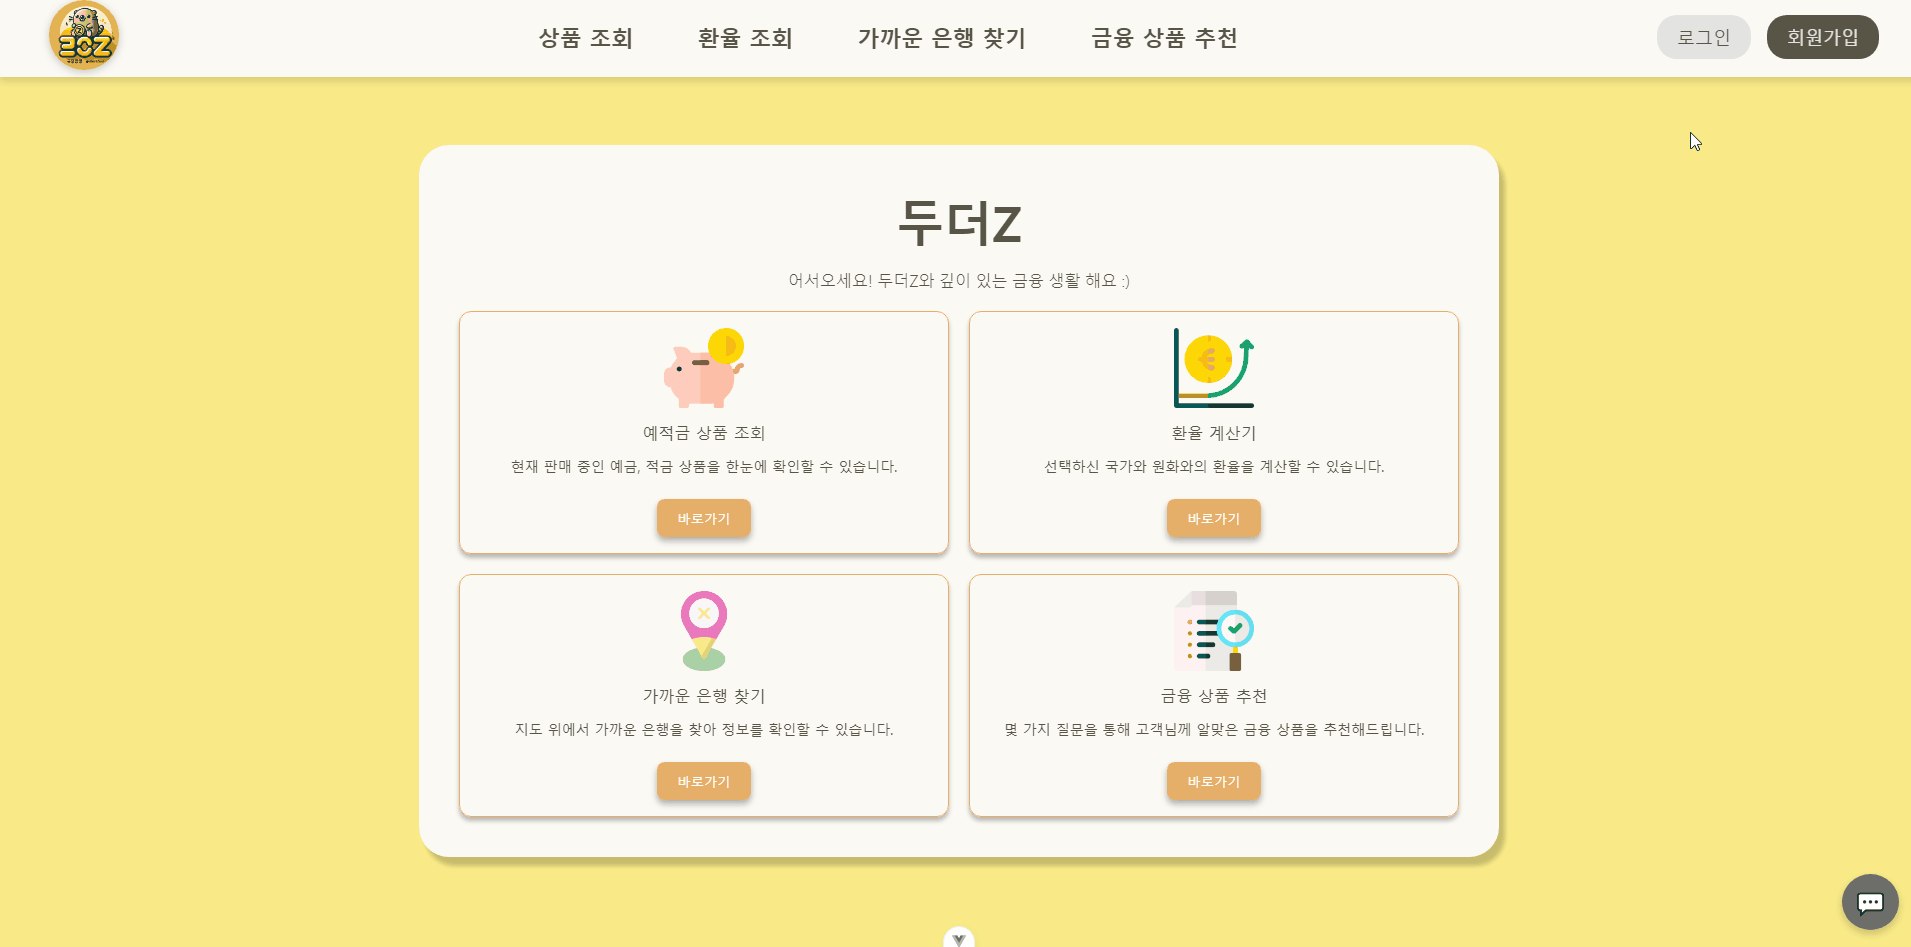 20Z
상품 조회
환율 조회
가까운 은행 찾기
금융 상품 추천
로그인
회원가입
두더Z
어서오세요! 두더Z와 깊이 있는 금융 생활 해요 :)
예적금 상품 조회
현재 판매 중인 예금, 적금 상품을 한눈에 확인할 수 있습니다.
바로가기
환율 계산기
선택하신 국가와 원화와의 환율을 계산할 수 있습니다.
바로가기
가까운 은행 찾기
지도 위에서 가까운 은행을 찾아 정보를 확인할 수 있습니다.
바로가기
금융 상품 추천
몇 가지 질문을 통해 고객님께 알맞은 금융 상품을 추천해드립니다.
바로가기